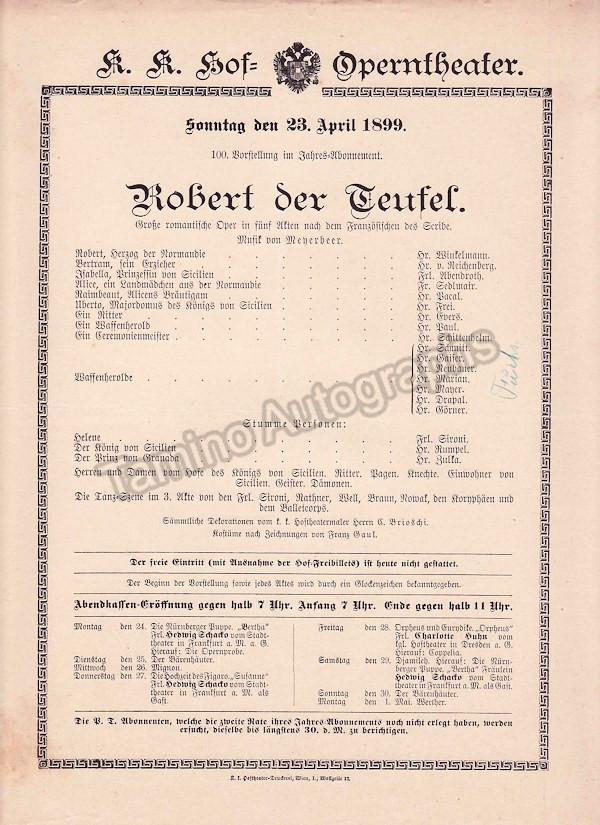 K. K. Hof- Operntheater.
Sonntag den 23. April 1899.
100. Vorstellung im Jahres-Abonnement.
Robert der Teufel.
Große romantische Oper in fünf Akten nach dem Französischen des Scribe.
Musik von Meyerbeer.
Robert, Herzog der Normandie . . . . . . . Hr. Winkelmann.
Bertram, sein Erzieher . . . . . . . Hr. v. Reichenberg.
Isabella, Prinzessin von Sicilien . . . . . . . Frl. Abendroth.
Alice, ein Landmädchen aus der Normandie . . . . . . Fr. Sedlmair.
Raimbeaut, Alicens Bräutigam . . . . . . . Hr. Pacal.
Alberto, Majordomus des Königs von Sicilien . . . . . . Hr. Frei.
Ein Ritter . . . . . . . Hr. Evers.
Ein Waffenherold . . . . . . . Hr. Paul.
Ein Ceremonienmeister . . . . . . . Hr. Schittenhelm.
Hr. Schmitt.
Hr. Gaiser.
Hr. Neubauer.
Waffenherolde . . . . . . . Hr. Marian.
Hr. Mayer.
Hr. Drapal.
Hr. Görner.
Stumme Personen:
Helene . . . . . . . Frl. Sironi.
Der König von Sicilien . . . . . . . Hr. Rumpel.
Der Prinz von Granada . . . . . . . Hr. Zulka.
Herren und Damen vom Hofe des Königs von Sicilien. Ritter. Pagen. Knechte. Einwohner von
Sicilien. Geister. Dämonen.
Die Tanz-Szene im 3. Akte von den Frl. Sironi, Rathner, Well, Braun, Nowak, den Koryphäen und
dem Balletcorps.
Sämmtliche Dekorationen vom k. k. Hoftheatermaler Herrn C. Brioschi.
Kostüme nach Zeichnungen von Franz Gaul.
Der freie Eintritt (mit Ausnahme der Hof-Freibillets) ist heute nicht gestattet.
Der Beginn der Vorstellung sowie jedes Aktes wird durch ein Glockenzeichen bekanntgegeben.
Abendkassen-Eröffnung gegen halb 7 Uhr. Anfang 7 Uhr. Ende gegen halb 11 Uhr.
Montag den 24. Die Nürnberger Puppe. „Bertha"
Frl. Hedwig Schacko vom Stadt-
theater in Frankfurt a. M. a. G.
Hierauf: Die Opernprobe.
Dienstag den 25. Der Bärenhäuter.
Mittwoch den 26. Mignon.
Donnerstag den 27. Die Hochzeit des Figaro. „Susanne"
Frl. Hedwig Schacko vom Stadt-
theater in Frankfurt a. M. als
Gast.
Freitag den 28. Orpheus und Eurydike. „Orpheus"
Frl. Charlotte Huhn vom
kgl. Hoftheater in Dresden a. G.
Hierauf: Coppelia.
Samstag den 29. Djamileh. Hierauf: Die Nürn-
berger Puppe. „Bertha" Fräulein
Hedwig Schacko vom Stadt-
theater in Frankfurt a. M. als Gast.
Sonntag den 30. Der Bärenhäuter.
Montag den 1. Mai. Werther.
Die P. T. Abonnenten, welche die zweite Rate ihres Jahres-Abonnements noch nicht erlegt haben, werden
ersucht, dieselbe bis längstens 30. d. M. zu berichtigen.
K. k. Hoftheater-Druckerei, Wien, I., Wollzeile 17.
Tamino Autographs